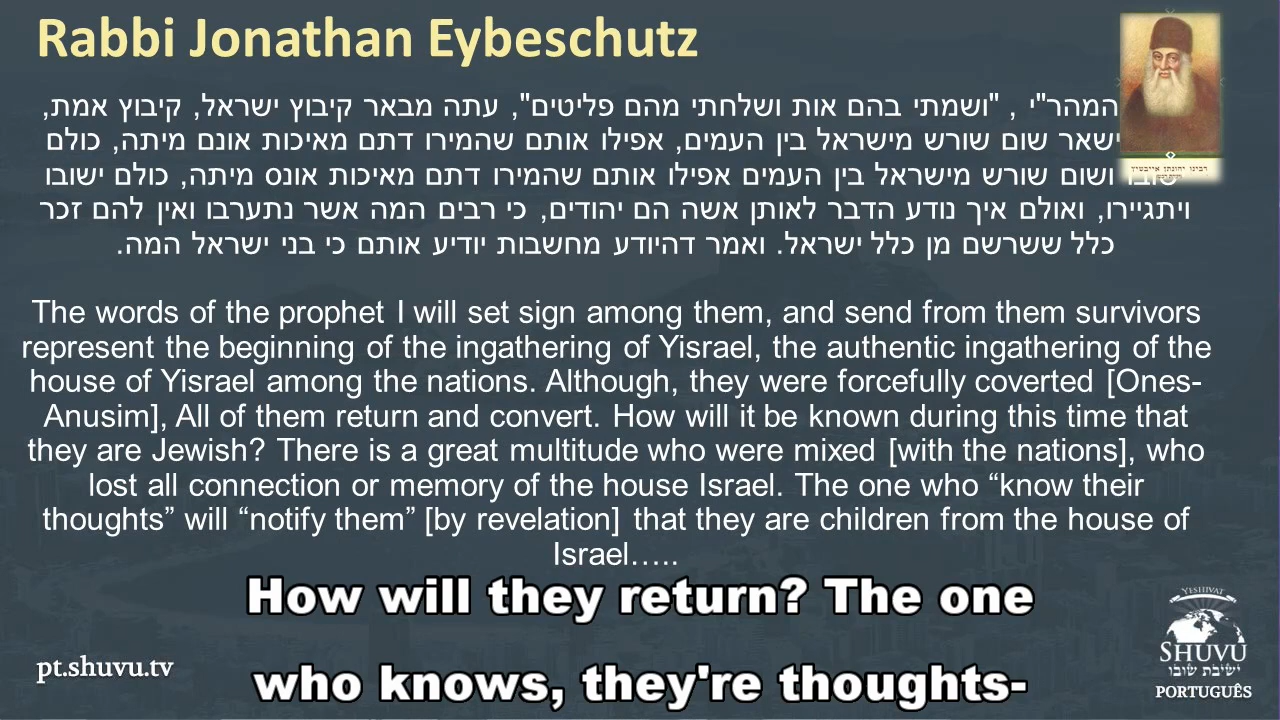 Rabbi Jonathan Eybeschutz
המהר"י , "ושמתי בהם אות ושלחתי מהם פליטים", עתה מבאר קיבוץ ישראל, קיבוץ אמת,
ישאר שום שורש מישראל בין העמים, אפילו אותם שהמירו דתם מאיכות אונם מיתה, כולם
ושום שורש מישראל בין העמים אפילו אותם שהמירו דתם מאיכות אונס מיתה, כולם ישובו
ויתגיירו, ואולם איך נודע הדבר לאותן אשה הם יהודים, כי רבים המה אשר נתערבו ואין להם זכר
כלל ששרשם מן כלל ישראל. ואמר דהיודע מחשבות יודיע אותם כי בני ישראל המה.
The words of the prophet I will set sign among them, and send from them survivors
represent the beginning of the ingathering of Yisrael, the authentic ingathering of the
house of Yisrael among the nations. Although, they were forcefully coverted [Ones-
Anusim], All of them return and convert. How will it be known during this time that
they are Jewish? There is a great multitude who were mixed [with the nations], who
lost all connection or memory of the house Israel. The one who “know their
thoughts” will “notify them” [by revelation] that they are children from the house of
Israel…..
How will they return? The one
who knows, they're thoughts-
pt.shuvu.tv
YESHIVAT
SHUVU
ישיבת שובו
PORTUGUÊS